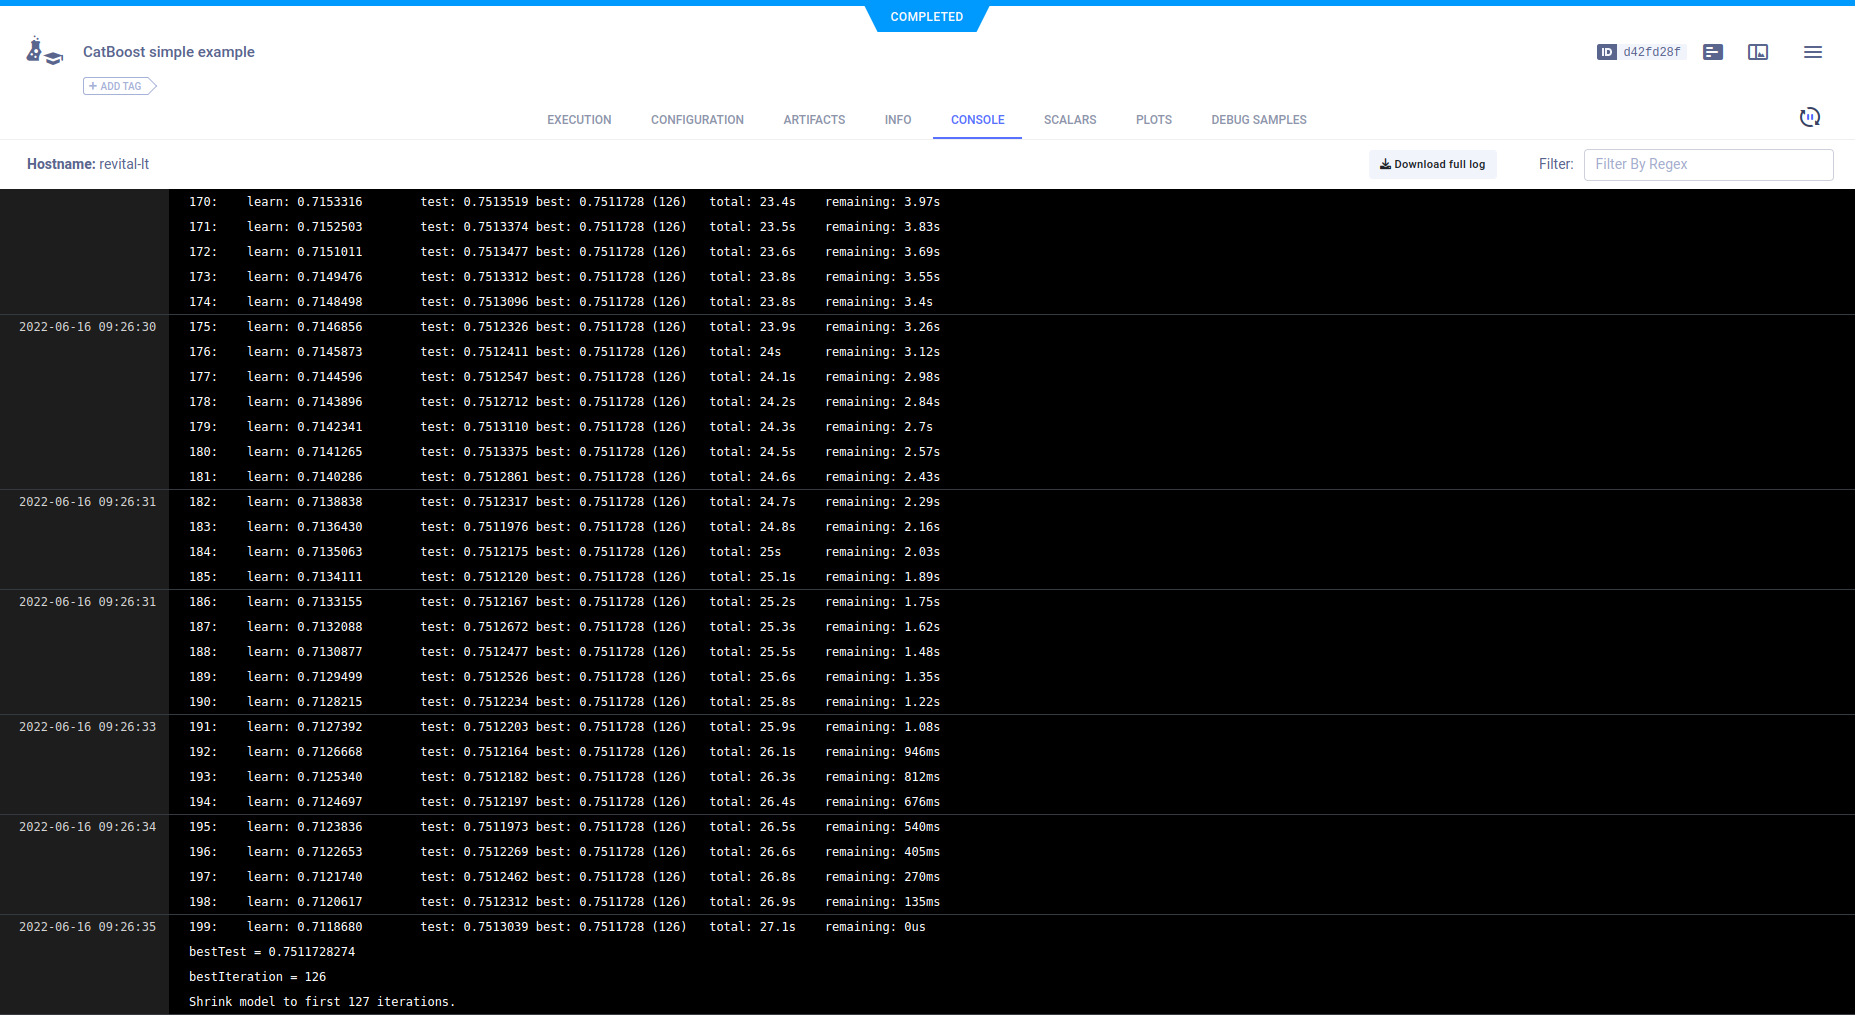 COMPLETED
CatBoost simple example
ID d42fd28f
+ ADD TAG
EXECUTION CONFIGURATION ARTIFACTS INFO CONSOLE SCALARS PLOTS DEBUG SAMPLES
Hostname: revital-lt Download full log Filter: Filter By Regex
170: learn: 0.7153316 test: 0.7513519 best: 0.7511728 (126) total: 23.4s remaining: 3.97s
171: learn: 0.7152503 test: 0.7513374 best: 0.7511728 (126) total: 23.5s remaining: 3.83s
172: learn: 0.7151011 test: 0.7513477 best: 0.7511728 (126) total: 23.6s remaining: 3.69s
173: learn: 0.7149476 test: 0.7513312 best: 0.7511728 (126) total: 23.8s remaining: 3.55s
174: learn: 0.7148498 test: 0.7513096 best: 0.7511728 (126) total: 23.8s remaining: 3.4s
2022-06-16 09:26:30 175: learn: 0.7146856 test: 0.7512326 best: 0.7511728 (126) total: 23.9s remaining: 3.26s
176: learn: 0.7145873 test: 0.7512411 best: 0.7511728 (126) total: 24s remaining: 3.12s
177: learn: 0.7144596 test: 0.7512547 best: 0.7511728 (126) total: 24.1s remaining: 2.98s
178: learn: 0.7143896 test: 0.7512712 best: 0.7511728 (126) total: 24.2s remaining: 2.84s
179: learn: 0.7142341 test: 0.7513110 best: 0.7511728 (126) total: 24.3s remaining: 2.7s
180: learn: 0.7141265 test: 0.7513375 best: 0.7511728 (126) total: 24.5s remaining: 2.57s
181: learn: 0.7140286 test: 0.7512861 best: 0.7511728 (126) total: 24.6s remaining: 2.43s
2022-06-16 09:26:31 182: learn: 0.7138838 test: 0.7512317 best: 0.7511728 (126) total: 24.7s remaining: 2.29s
183: learn: 0.7136430 test: 0.7511976 best: 0.7511728 (126) total: 24.8s remaining: 2.16s
184: learn: 0.7135063 test: 0.7512175 best: 0.7511728 (126) total: 25s remaining: 2.03s
185: learn: 0.7134111 test: 0.7512120 best: 0.7511728 (126) total: 25.1s remaining: 1.89s
2022-06-16 09:26:31 186: learn: 0.7133155 test: 0.7512167 best: 0.7511728 (126) total: 25.2s remaining: 1.75s
187: learn: 0.7132088 test: 0.7512672 best: 0.7511728 (126) total: 25.3s remaining: 1.62s
188: learn: 0.7130877 test: 0.7512477 best: 0.7511728 (126) total: 25.5s remaining: 1.48s
189: learn: 0.7129499 test: 0.7512526 best: 0.7511728 (126) total: 25.6s remaining: 1.35s
190: learn: 0.7128215 test: 0.7512234 best: 0.7511728 (126) total: 25.8s remaining: 1.22s
2022-06-16 09:26:33 191: learn: 0.7127392 test: 0.7512203 best: 0.7511728 (126) total: 25.9s remaining: 1.08s
192: learn: 0.7126668 test: 0.7512164 best: 0.7511728 (126) total: 26.1s remaining: 946ms
193: learn: 0.7125340 test: 0.7512182 best: 0.7511728 (126) total: 26.3s remaining: 812ms
194: learn: 0.7124697 test: 0.7512197 best: 0.7511728 (126) total: 26.4s remaining: 676ms
2022-06-16 09:26:34 195: learn: 0.7123836 test: 0.7511973 best: 0.7511728 (126) total: 26.5s remaining: 540ms
196: learn: 0.7122653 test: 0.7512269 best: 0.7511728 (126) total: 26.6s remaining: 405ms
197: learn: 0.7121740 test: 0.7512462 best: 0.7511728 (126) total: 26.8s remaining: 270ms
198: learn: 0.7120617 test: 0.7512312 best: 0.7511728 (126) total: 26.9s remaining: 135ms
2022-06-16 09:26:35 199: learn: 0.7118680 test: 0.7513039 best: 0.7511728 (126) total: 27.1s remaining: 0us
bestTest = 0.7511728274
bestIteration = 126
Shrink model to first 127 iterations.